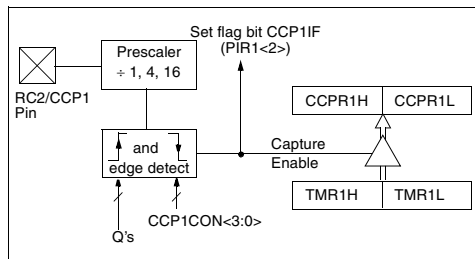 Set flag bit CCP1IF
(PIR1<2>)
Prescaler
÷ 1, 4, 16
RC2/CCP1
Pin
CCPR1H CCPR1L
and
edge detect
Capture
Enable
TMR1H TMR1L
CCP1CON<3:0>
Q's